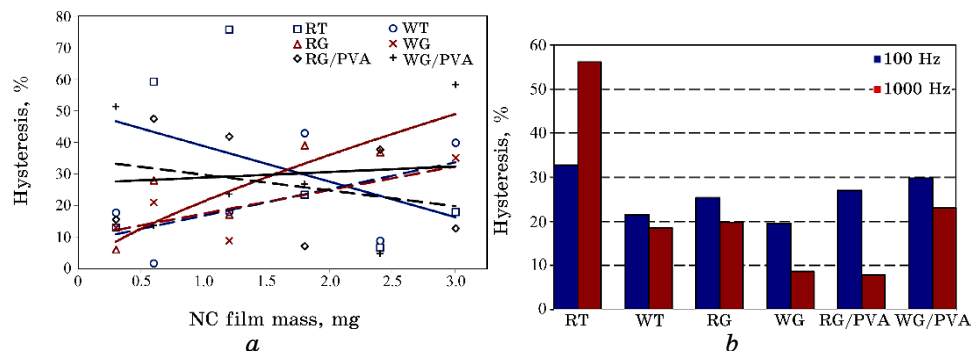 a
80
70
60
50
40
30
20
10
0
Hysteresis, %
RT WT
RG WG
RG/PVA WG/PVA
0 0.5 1.0 1.5 2.0 2.5 3.0
NC film mass, mg
a
b
60
50
40
30
20
10
0
Hysteresis, %
100 Hz
1000 Hz
RT WT RG WG RG/PVA WG/PVA
b